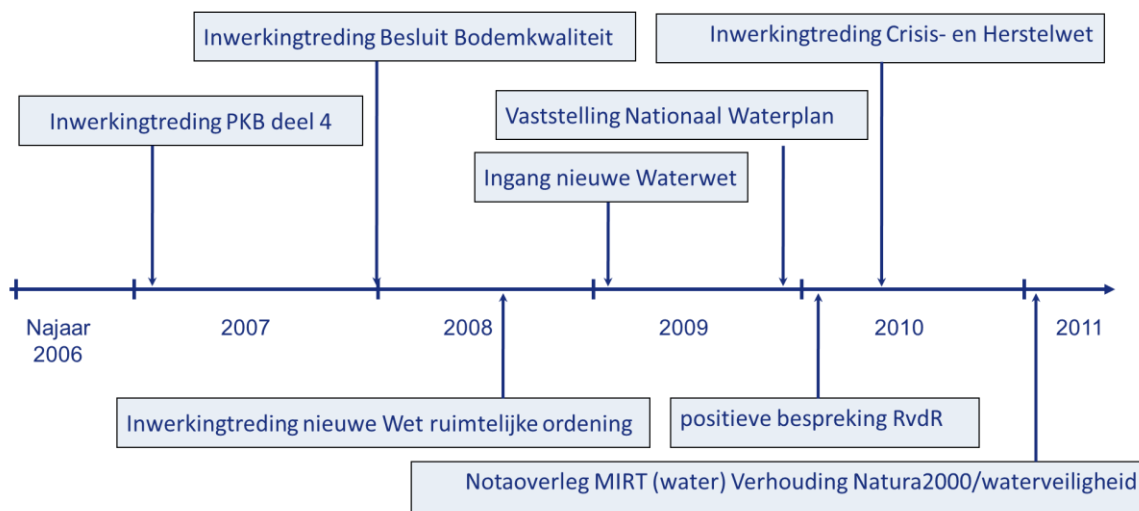 Inwerkingtreding Besluit Bodemkwaliteit
Inwerkingtreding Crisis- en Herstelwet
Inwerkingtreding PKB deel 4
Vaststelling Nationaal Waterplan
Ingang nieuwe Waterwet
Najaar
2006
2007
2008
2009
2010
2011
Inwerkingtreding nieuwe Wet ruimtelijke ordening
positieve bespreking RvdR
Notaoverleg MIRT (water) Verhouding Natura2000/waterveiligheid